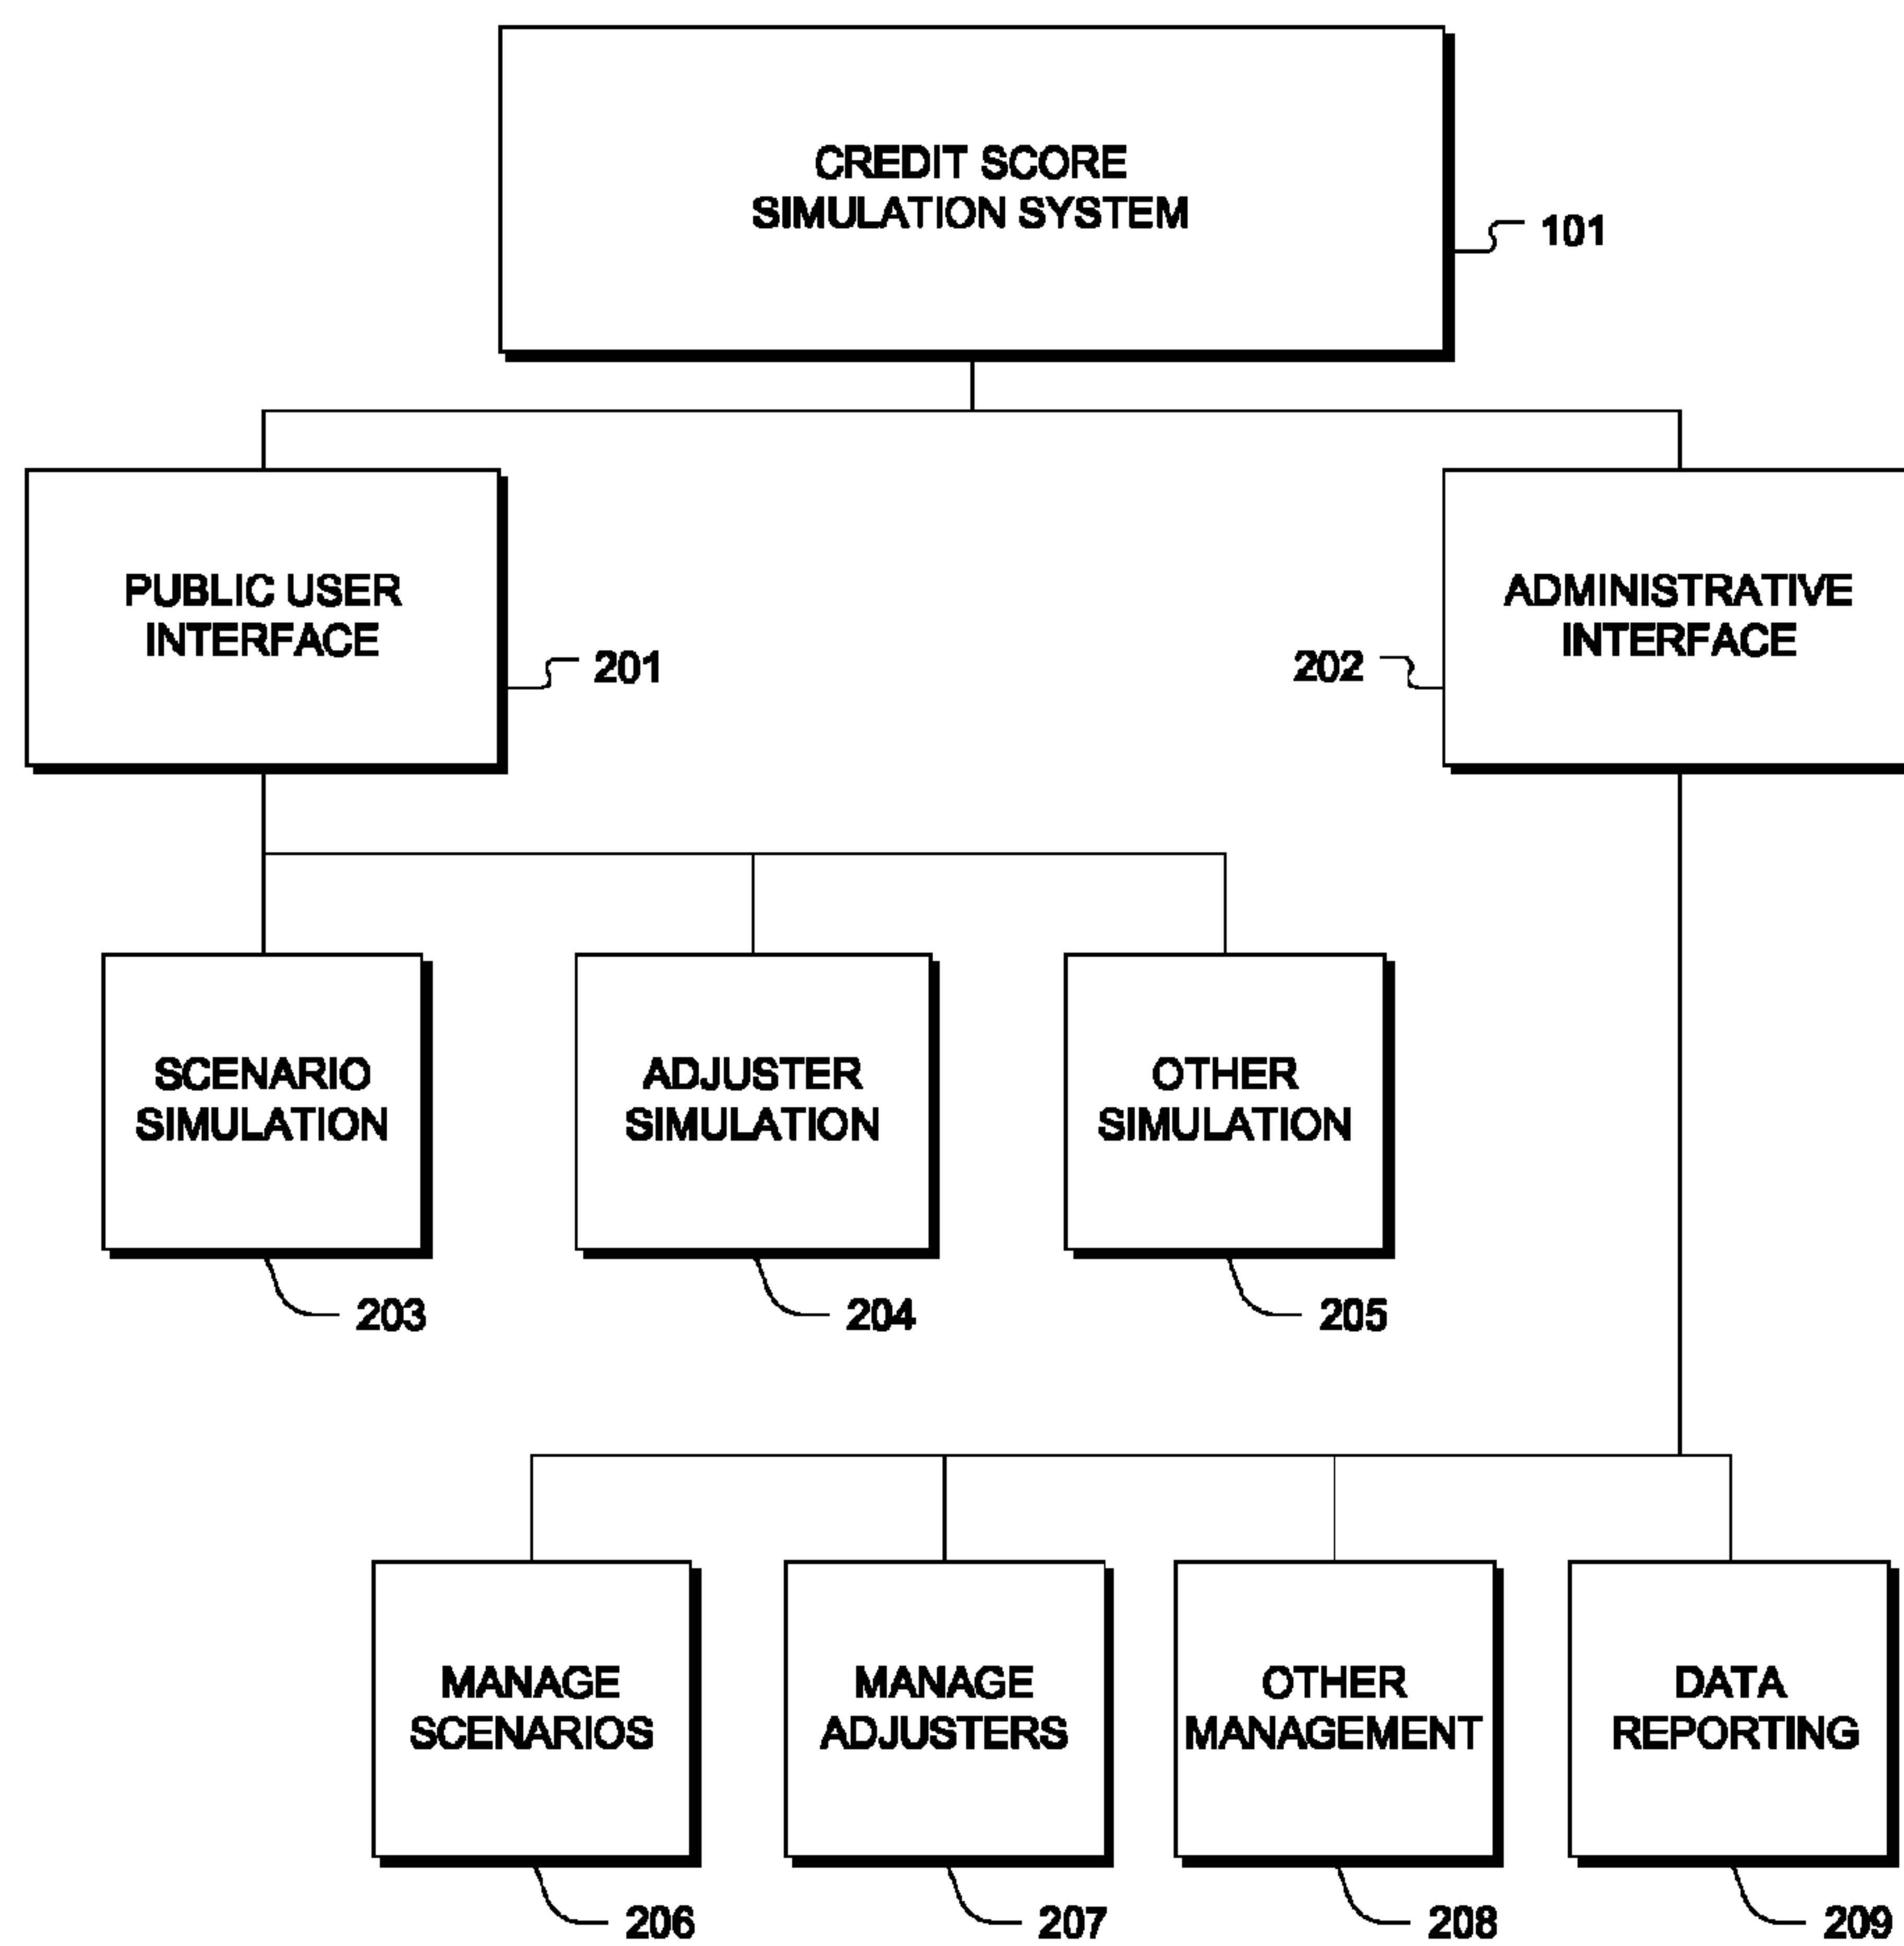 CREDIT SCORE
SIMULATION SYSTEM
101
PUBLIC USER
INTERFACE
201
202
ADMINISTRATIVE
INTERFACE
SCENARIO
SIMULATION
ADJUSTER
SIMULATION
OTHER
SIMULATION
203
204
205
MANAGE
SCENARIOS
MANAGE
ADJUSTERS
OTHER
MANAGEMENT
DATA
REPORTING
206
207
208
209